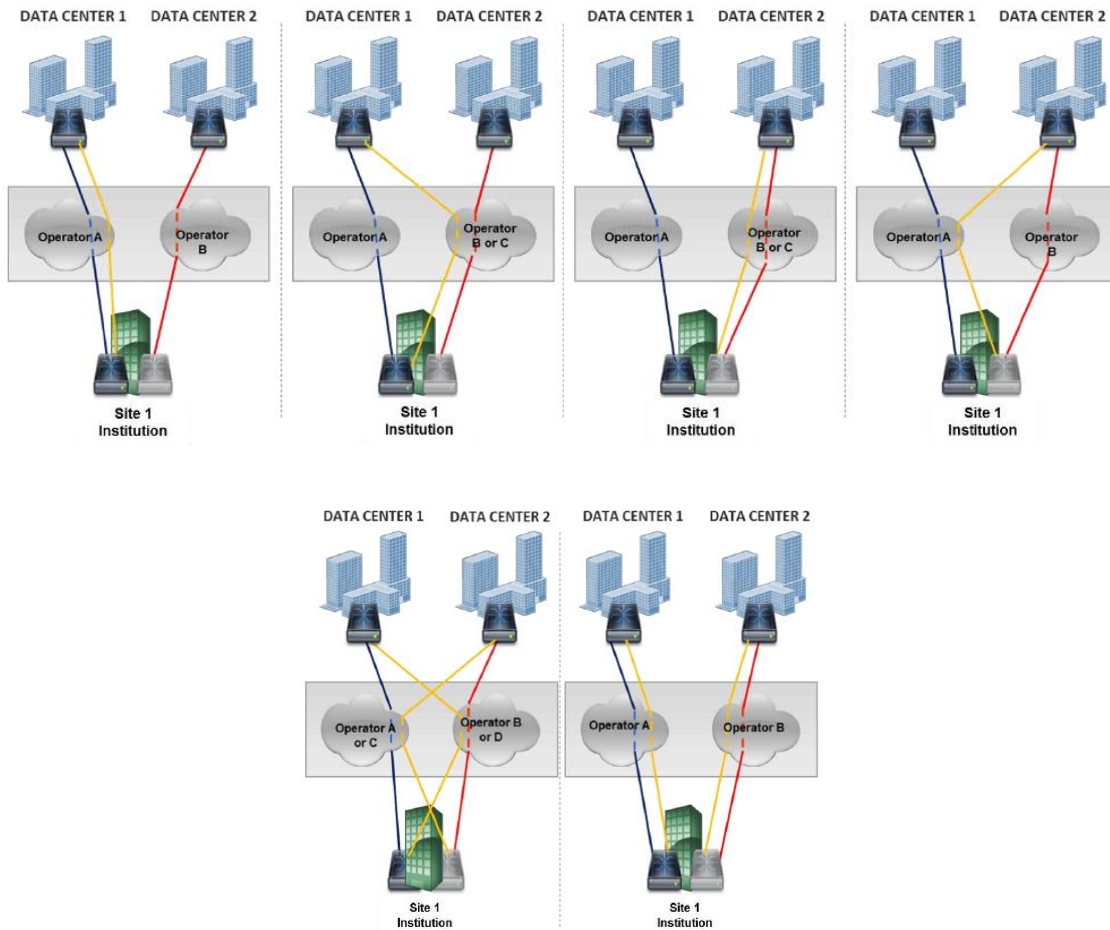 DATA CENTER 1 DATA CENTER 2
DATA CENTER 1 DATA CENTER 2
DATA CENTER 1 DATA CENTER 2
DATA CENTER 1 DATA CENTER 2
Operator A
Operator
B
Operator A
Operator
B or C
Operator A
Operator
B or C
Operator A
Operator
B
Site 1
Institution
Site 1
Institution
Site 1
Institution
Site 1
Institution
DATA CENTER 1 DATA CENTER 2
DATA CENTER 1 DATA CENTER 2
Operator A
or C
Operator B
or D
Operator A
Operator B
Site 1
Institution
Site 1
Institution